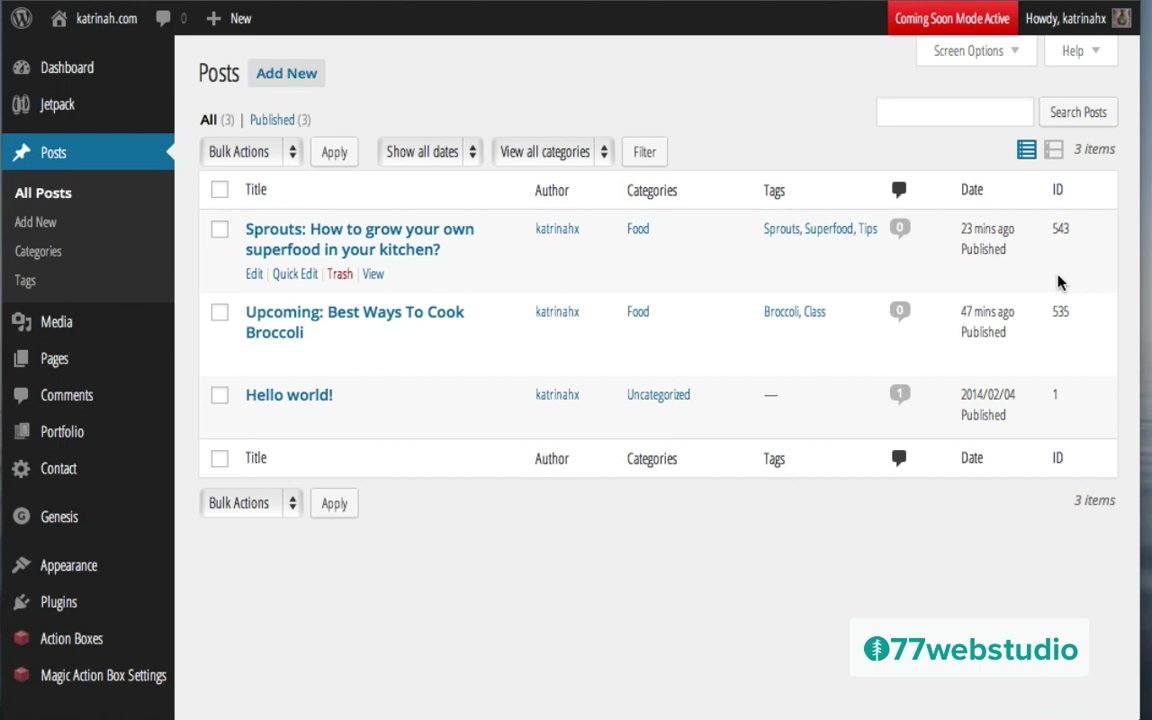 katrinah.com 0 New Coming Soon Mode Active Howdy, katrinahx
Screen Options Help
Dashboard
Jetpack
Posts
All Posts
Add New
Categories
Tags
Media
Pages
Comments
Portfolio
Contact
Genesis
Appearance
Plugins
Action Boxes
Magic Action Box Settings
Posts Add New
All (3) | Published (3)
Search Posts
Bulk Actions Apply Show all dates View all categories Filter
3 items
Title Author Categories Tags Date ID
Sprouts: How to grow your own katrinahx Food Sprouts, Superfood, Tips 0 23 mins ago 543
superfood in your kitchen? Published
Edit | Quick Edit | Trash | View
Upcoming: Best Ways To Cook katrinahx Food Broccoli, Class 0 47 mins ago 535
Broccoli Published
Hello world! katrinahx Uncategorized — 1 2014/02/04 1
Published
Title Author Categories Tags Date ID
Bulk Actions Apply 3 items
77webstudio